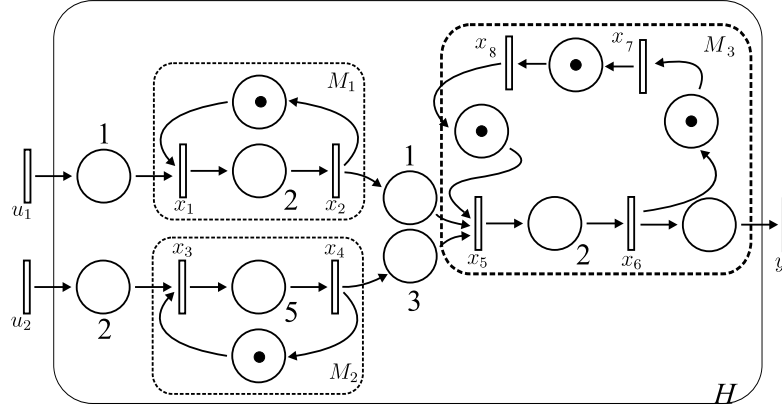 x₈ x₇ M₃
M₁
1
2
u₁ x₁ x₂
1
x₃ x₄
x₅ 2 x₆
y
u₂ 2 5 3
M₂
H